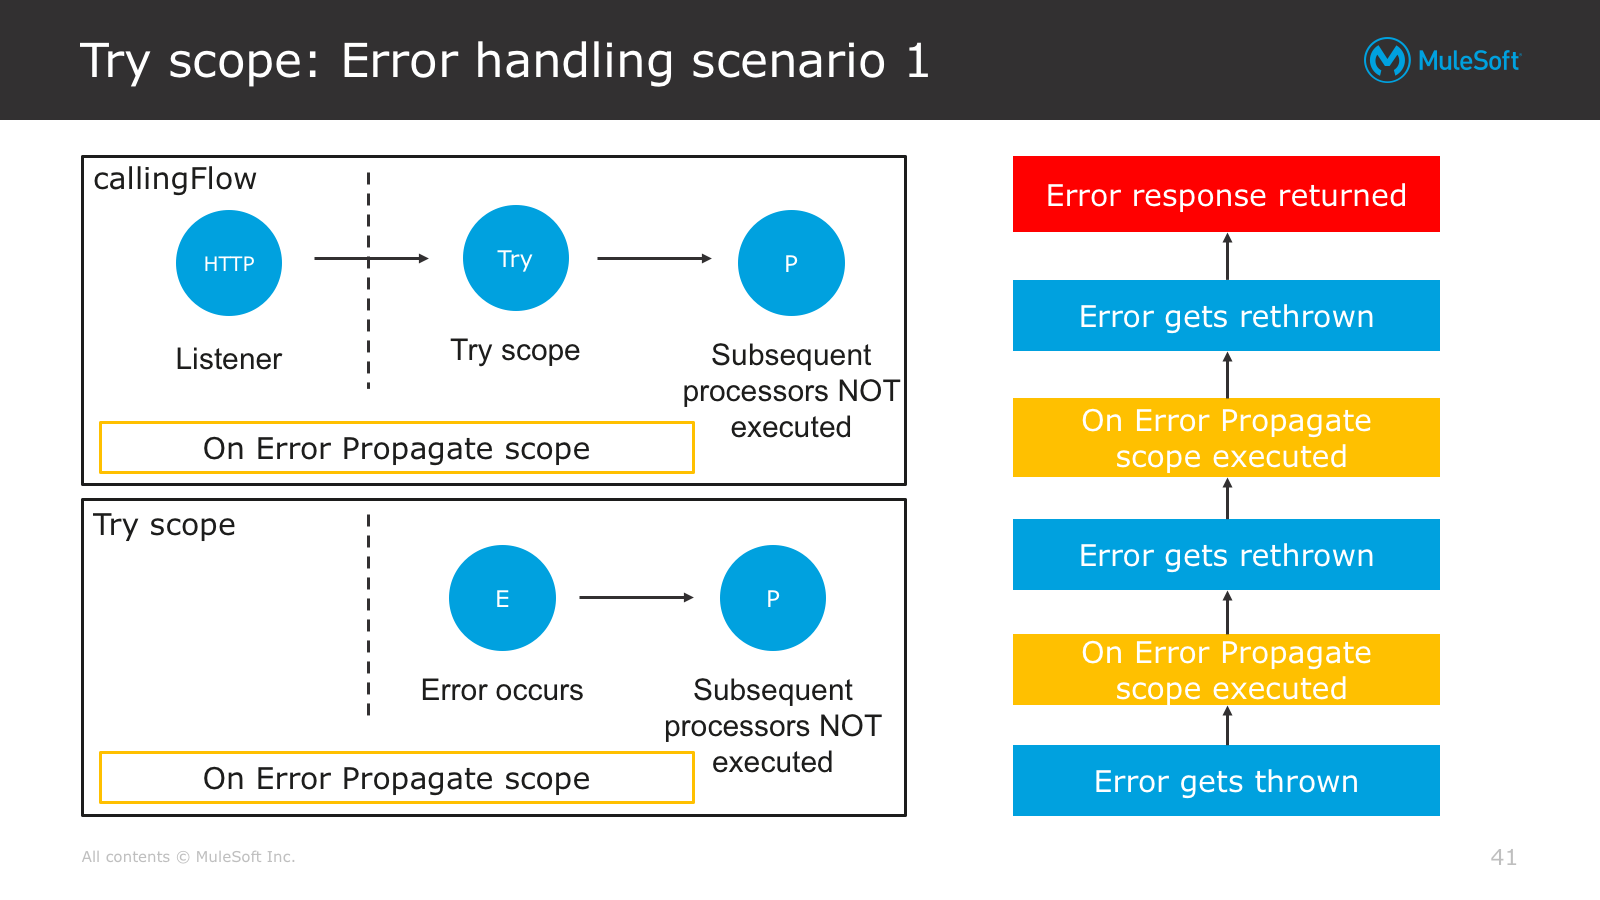 Try scope: Error handling scenario 1
MuleSoft
callingFlow
HTTP
Try
P
Listener
Try scope
Subsequent
processors NOT
executed
On Error Propagate scope
Try scope
E
P
Error occurs
Subsequent
processors NOT
executed
On Error Propagate scope
Error response returned
Error gets rethrown
On Error Propagate
scope executed
Error gets rethrown
On Error Propagate
scope executed
Error gets thrown
All contents © MuleSoft Inc.
41